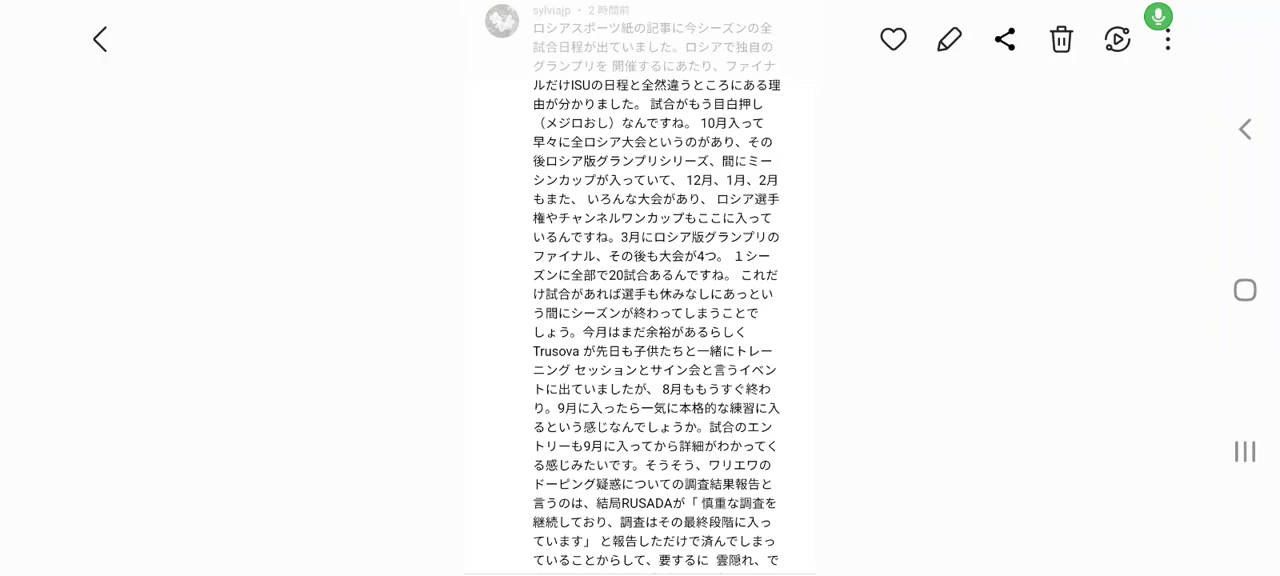 sylviajp ・ 2 時間前
ロシアスポーツ紙の記事に今シーズンの全
試合日程が出ていました。ロシアで独自の
グランプリを 開催するにあたり、ファイナ
ルだけISUの日程と全然違うところにある理
由が分かりました。 試合がもう目白押し
（メジロおし）なんですね。 10月入って
早々に全ロシア大会というのがあり、その
後ロシア版グランプリシリーズ、間にミー
シンカップが入っていて、 12月、1月、2月
もまた、 いろんな大会があり、 ロシア選手
権やチャンネルワンカップもここに入って
いるんですね。3月にロシア版グランプリの
ファイナル、その後も大会が4つ。 １シー
ズンに全部で20試合あるんですね。 これだ
け試合があれば選手も休みなしにあっとい
う間にシーズンが終わってしまうことで
しょう。今月はまだ余裕があるらしく
Trusova が先日も子供たちと一緒にトレー
ニング セッションとサイン会と言うイベン
トに出ていましたが、 8月ももうすぐ終わ
り。9月に入ったら一気に本格的な練習に入
るという感じなんでしょうか。試合のエン
トリーも9月に入ってから詳細がわかってく
る感じみたいです。そうそう、ワリエワの
ドーピング疑惑についての調査結果報告と
言うのは、結局RUSADAが「 慎重な調査を
継続しており、調査はその最終段階に入っ
ています」 と報告しただけで済んでしまっ
ていることからして、要するに 雲隠れ、で